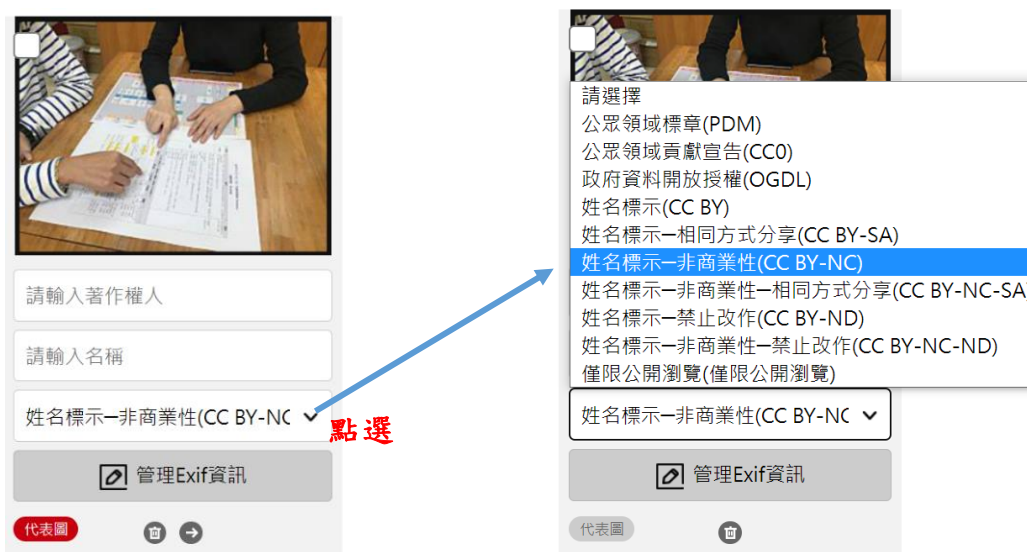 請輸入著作權人
請輸入名稱
姓名標示─非商業性(CC BY-NC
點選
管理Exif資訊
代表圖
請選擇
公眾領域標章(PDM)
公眾領域貢獻宣告(CC0)
政府資料開放授權(OGDL)
姓名標示(CC BY)
姓名標示─相同方式分享(CC BY-SA)
姓名標示─非商業性(CC BY-NC)
姓名標示─非商業性─相同方式分享(CC BY-NC-SA)
姓名標示─禁止改作(CC BY-ND)
姓名標示─非商業性─禁止改作(CC BY-NC-ND)
僅限公開瀏覽(僅限公開瀏覽)
姓名標示─非商業性(CC BY-NC
管理Exif資訊
代表圖